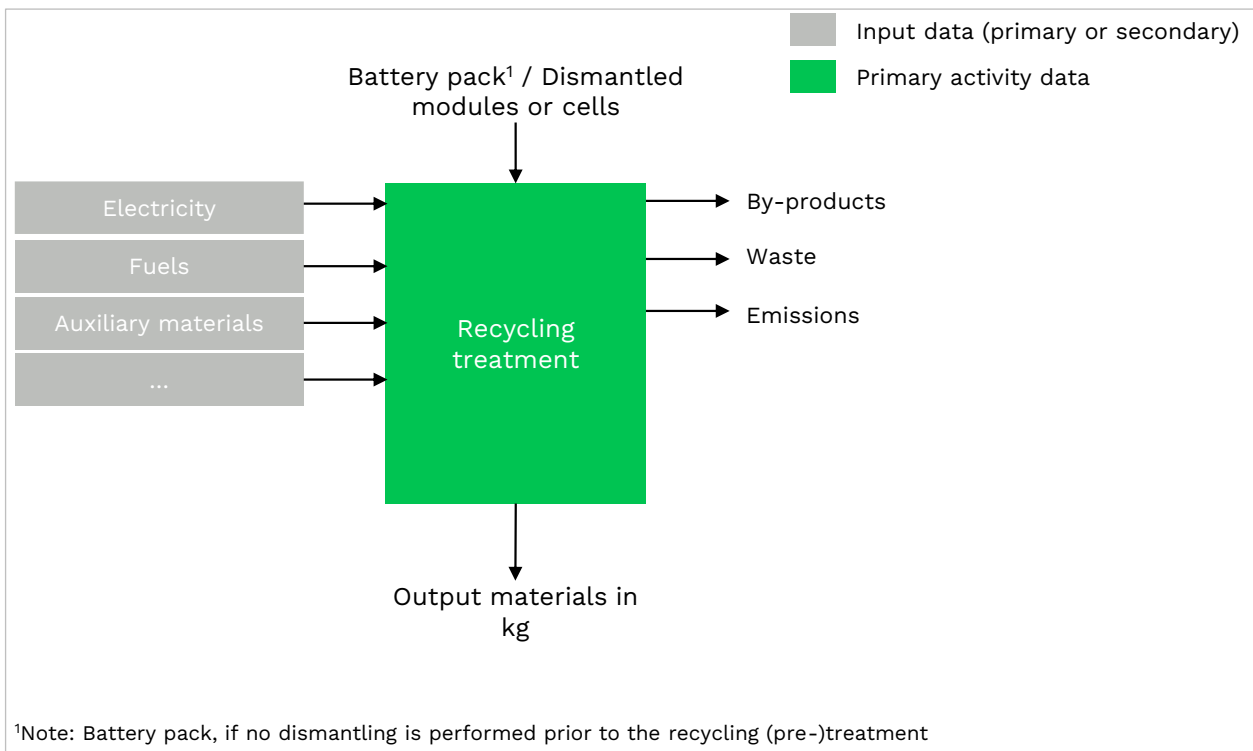 Input data (primary or secondary)
Primary activity data
Battery pack¹ / Dismantled
modules or cells
Electricity
Fuels
Auxiliary materials
...
Recycling
treatment
By-products
Waste
Emissions
Output materials in
kg
¹Note: Battery pack, if no dismantling is performed prior to the recycling (pre-)treatment